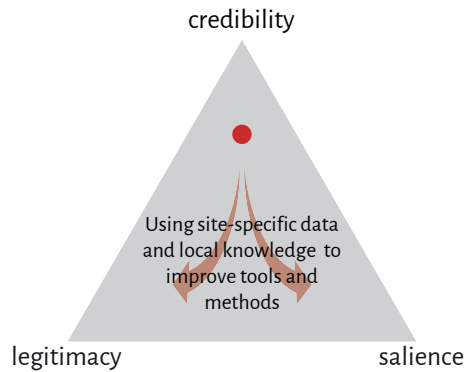 credibility
Using site-specific data
and local knowledge to
improve tools and
methods
legitimacy
salience